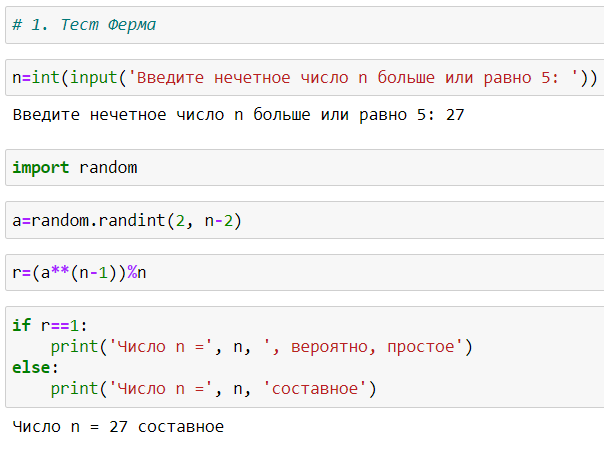 # 1. Тест Ферма
n=int(input('Введите нечетное число n больше или равно 5: '))
Введите нечетное число n больше или равно 5: 27
import random
a=random.randint(2, n-2)
r=(a**(n-1))%n
if r==1:
    print('Число n =', n, ', вероятно, простое')
else:
    print('Число n =', n, 'составное')
Число n = 27 составное